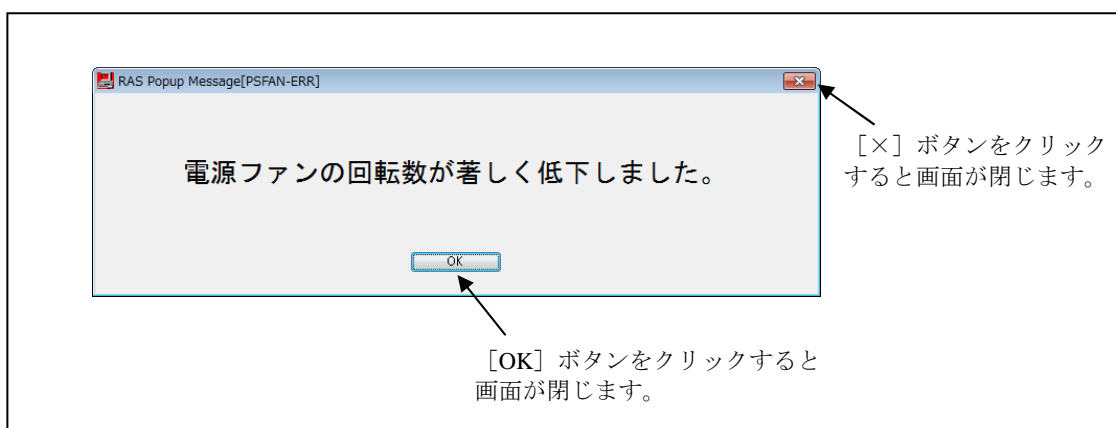 RAS Popup Message[PSFAN-ERR]
電源ファンの回転数が著しく低下しました。
［×］ボタンをクリック
すると画面が閉じます。
OK
［OK］ボタンをクリックすると
画面が閉じます。